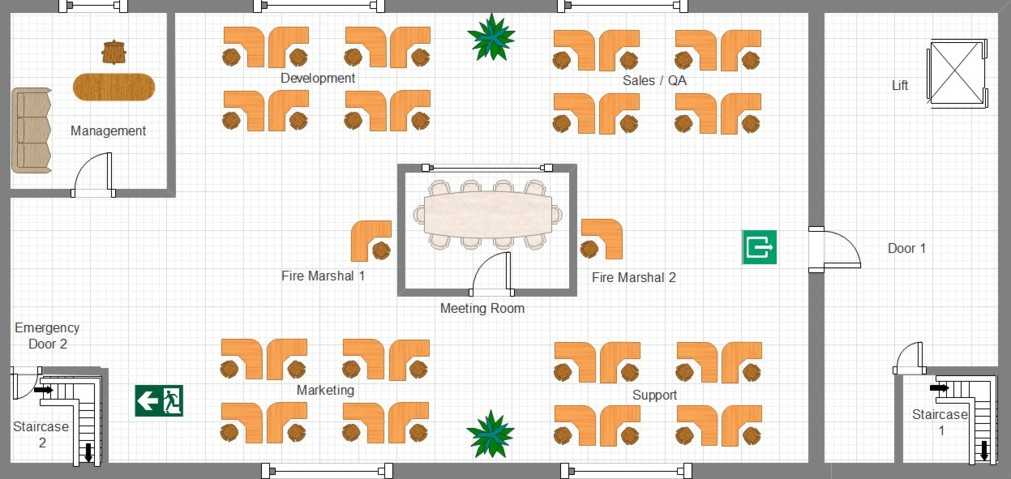 Development
Sales / QA
Lift
Management
Fire Marshal 1
Fire Marshal 2
Door 1
Meeting Room
Emergency
Door 2
Marketing
Support
Staircase
2
Staircase
1